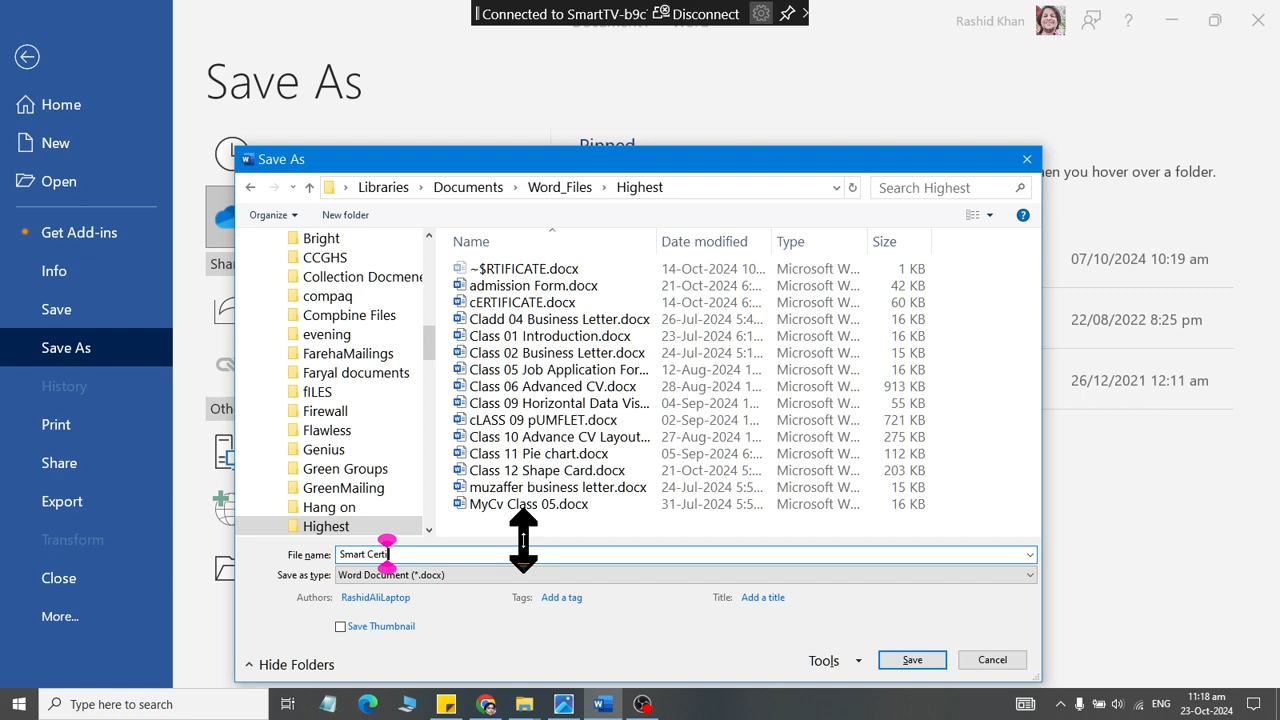 Connected to SmartTV-b9c Disconnect
Rashid Khan
?
Save As
Home
New
Open
Get Add-ins
Info
Save
Save As
History
Print
Share
Export
Transform
Close
More...
Pinned
n you hover over a folder.
07/10/2024 10:19 am
22/08/2022 8:25 pm
26/12/2021 12:11 am
Shar
Oth
Save As
Libraries > Documents > Word_Files > Highest
Search Highest
Organize
New folder
Bright
CCGHS
Collection Docmene
compaq
Compbine Files
evening
FarehaMailings
Faryal documents
fILES
Firewall
Flawless
Genius
Green Groups
GreenMailing
Hang on
Highest
Name Date modified Type Size
~$RTIFICATE.docx 14-Oct-2024 10... Microsoft W... 1 KB
admission Form.docx 21-Oct-2024 6:... Microsoft W... 42 KB
cERTIFICATE.docx 14-Oct-2024 6:... Microsoft W... 60 KB
Cladd 04 Business Letter.docx 26-Jul-2024 5:4... Microsoft W... 16 KB
Class 01 Introduction.docx 23-Jul-2024 6:1... Microsoft W... 16 KB
Class 02 Business Letter.docx 24-Jul-2024 5:1... Microsoft W... 15 KB
Class 05 Job Application For... 12-Aug-2024 1... Microsoft W... 16 KB
Class 06 Advanced CV.docx 28-Aug-2024 1... Microsoft W... 913 KB
Class 09 Horizontal Data Vis... 04-Sep-2024 1... Microsoft W... 55 KB
cLASS 09 pUMFLET.docx 02-Sep-2024 1... Microsoft W... 721 KB
Class 10 Advance CV Layout... 27-Aug-2024 1... Microsoft W... 275 KB
Class 11 Pie chart.docx 05-Sep-2024 6:... Microsoft W... 112 KB
Class 12 Shape Card.docx 21-Oct-2024 5:... Microsoft W... 203 KB
muzaffer business letter.docx 24-Jul-2024 5:5... Microsoft W... 15 KB
MyCv Class 05.docx 31-Jul-2024 5:5... Microsoft W... 16 KB
File name: Smart Certi
Save as type: Word Document (*.docx)
Authors: RashidAliLaptop Tags: Add a tag Title: Add a title
Save Thumbnail
Hide Folders
Tools
Save
Cancel
Type here to search
ENG
11:18 am
23-Oct-2024